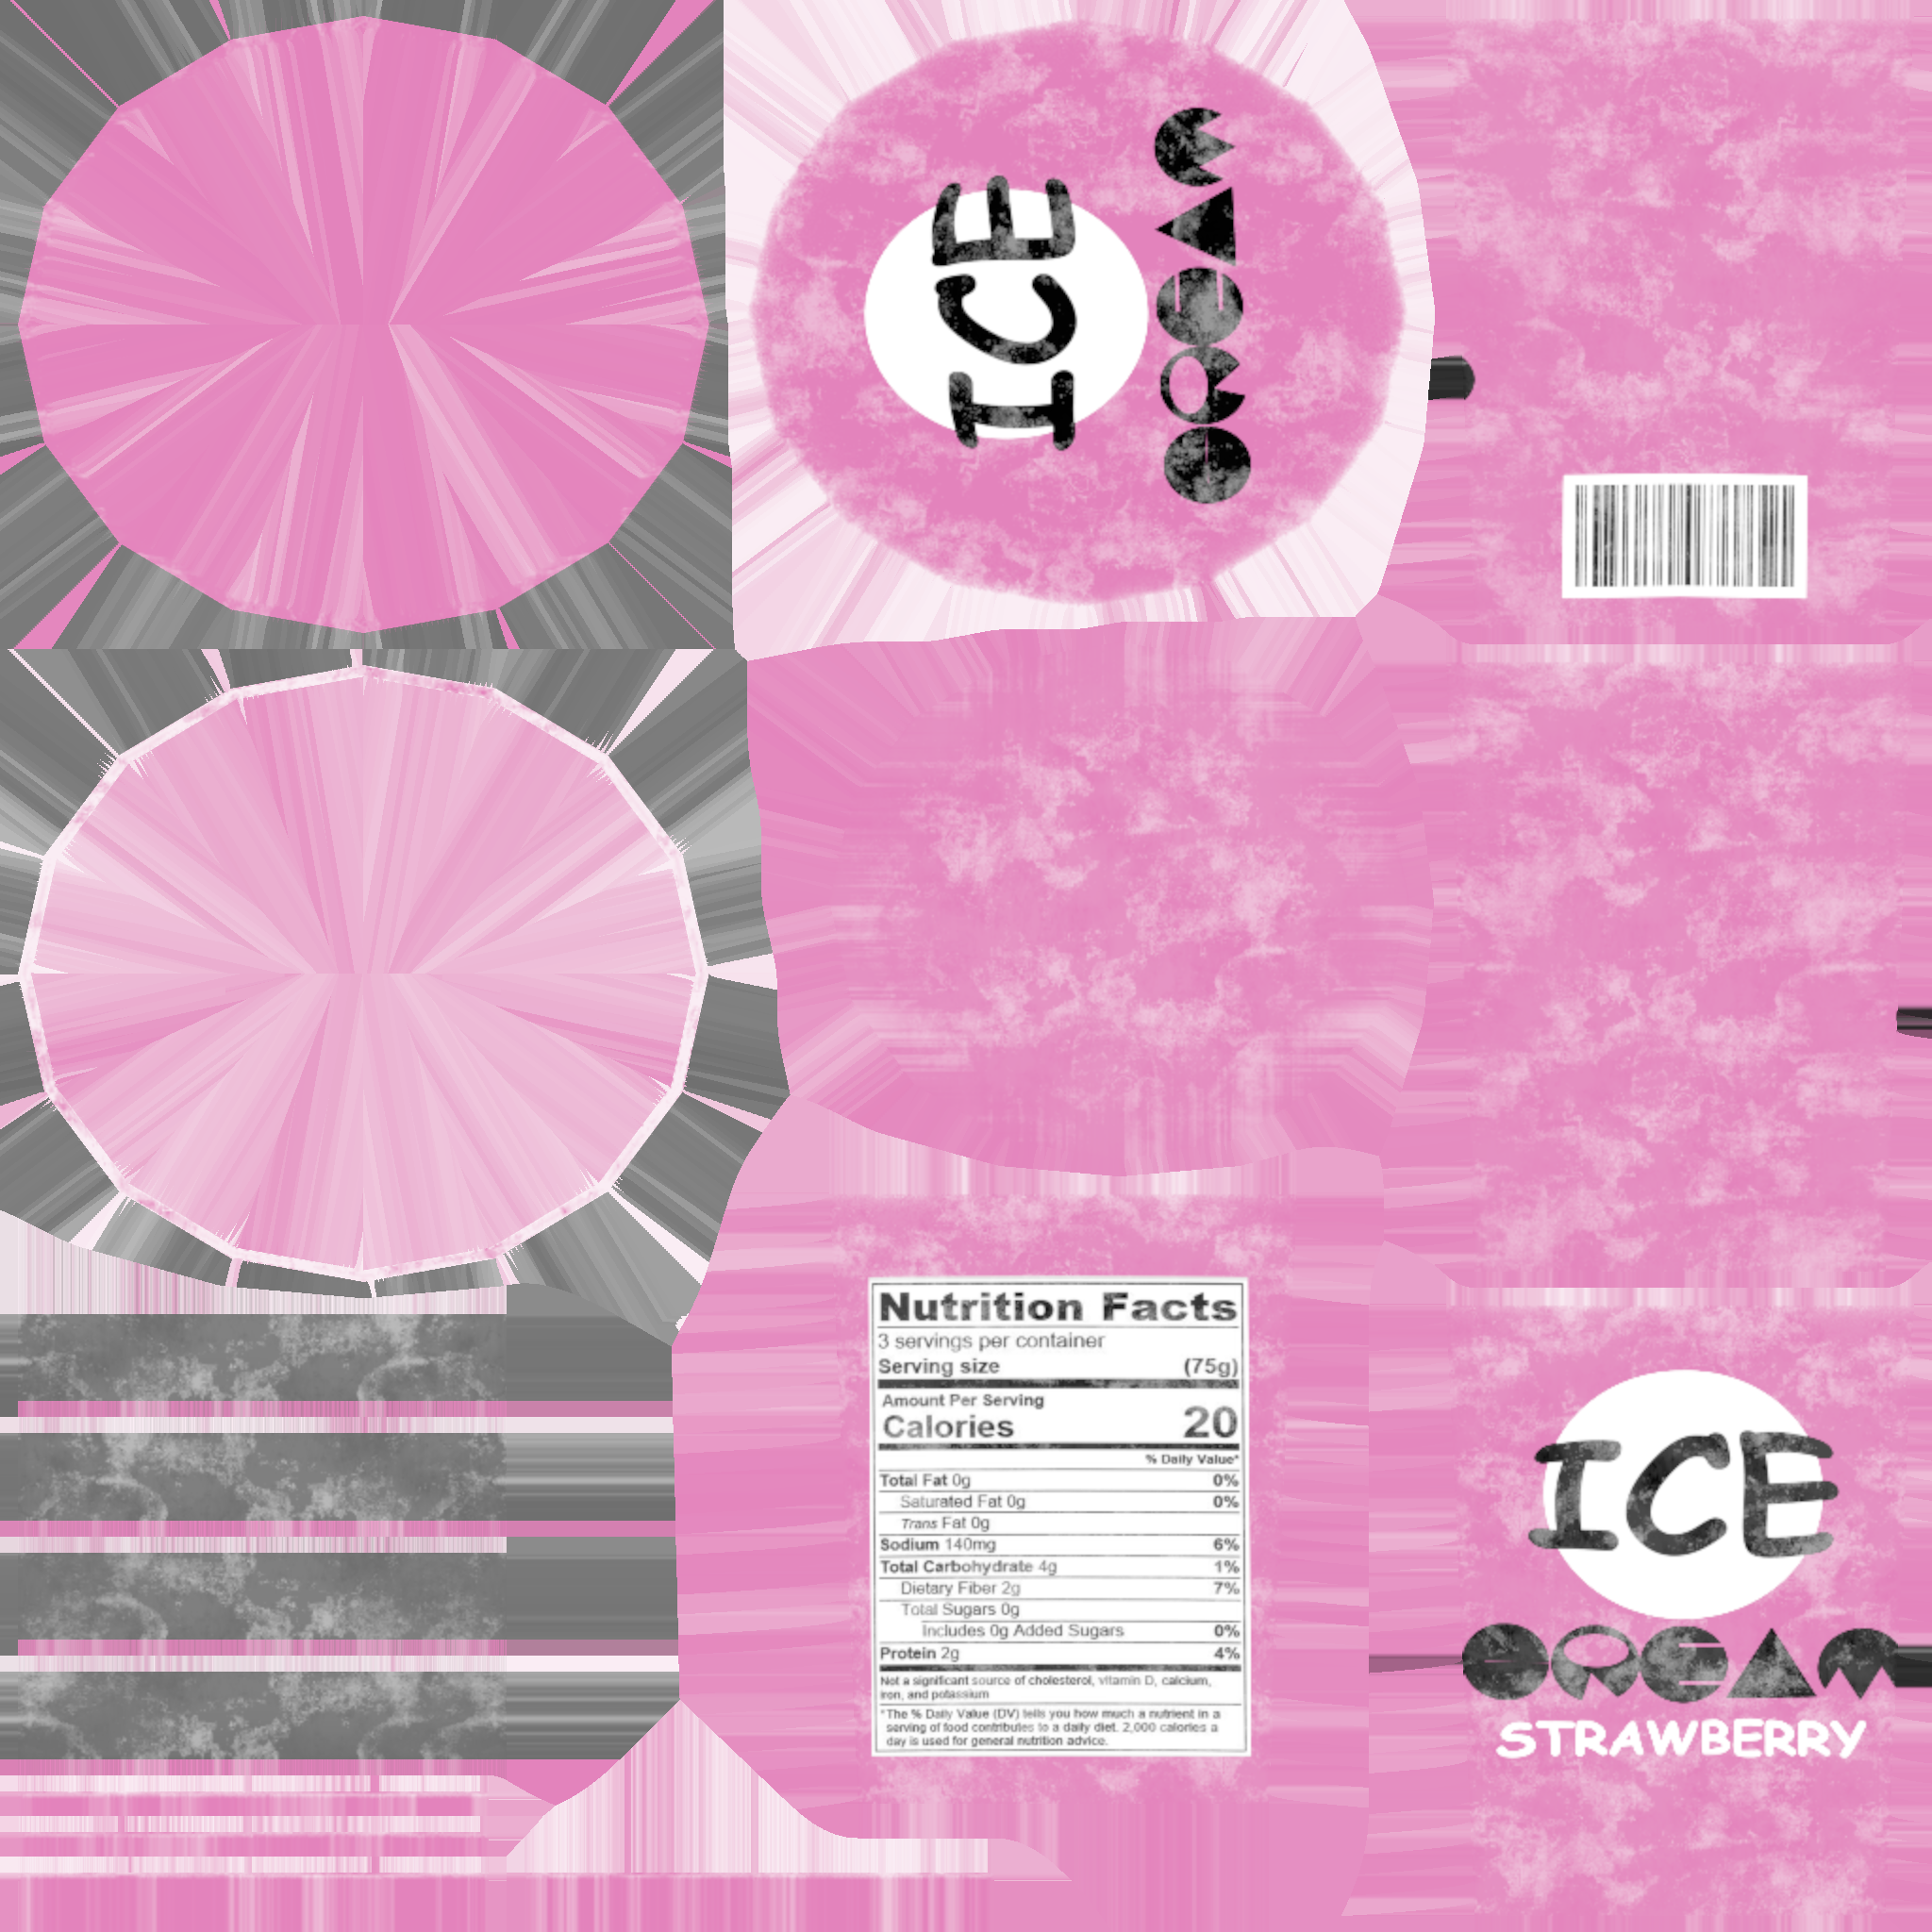 ICE
CREAM
Nutrition Facts
3 servings per container
Serving size (75g)
Amount Per Serving
Calories 20
% Daily Value*
Total Fat 0g 0%
Saturated Fat 0g 0%
Trans Fat 0g
Sodium 140mg 6%
Total Carbohydrate 4g 1%
Dietary Fiber 2g 7%
Total Sugars 0g
Includes 0g Added Sugars 0%
Protein 2g 4%
Not a significant source of cholesterol, vitamin D, calcium,
iron, and potassium
*The % Daily Value (DV) tells you how much a nutrient in a
serving of food contributes to a daily diet. 2,000 calories a
day is used for general nutrition advice.
ICE
CREAM
STRAWBERRY